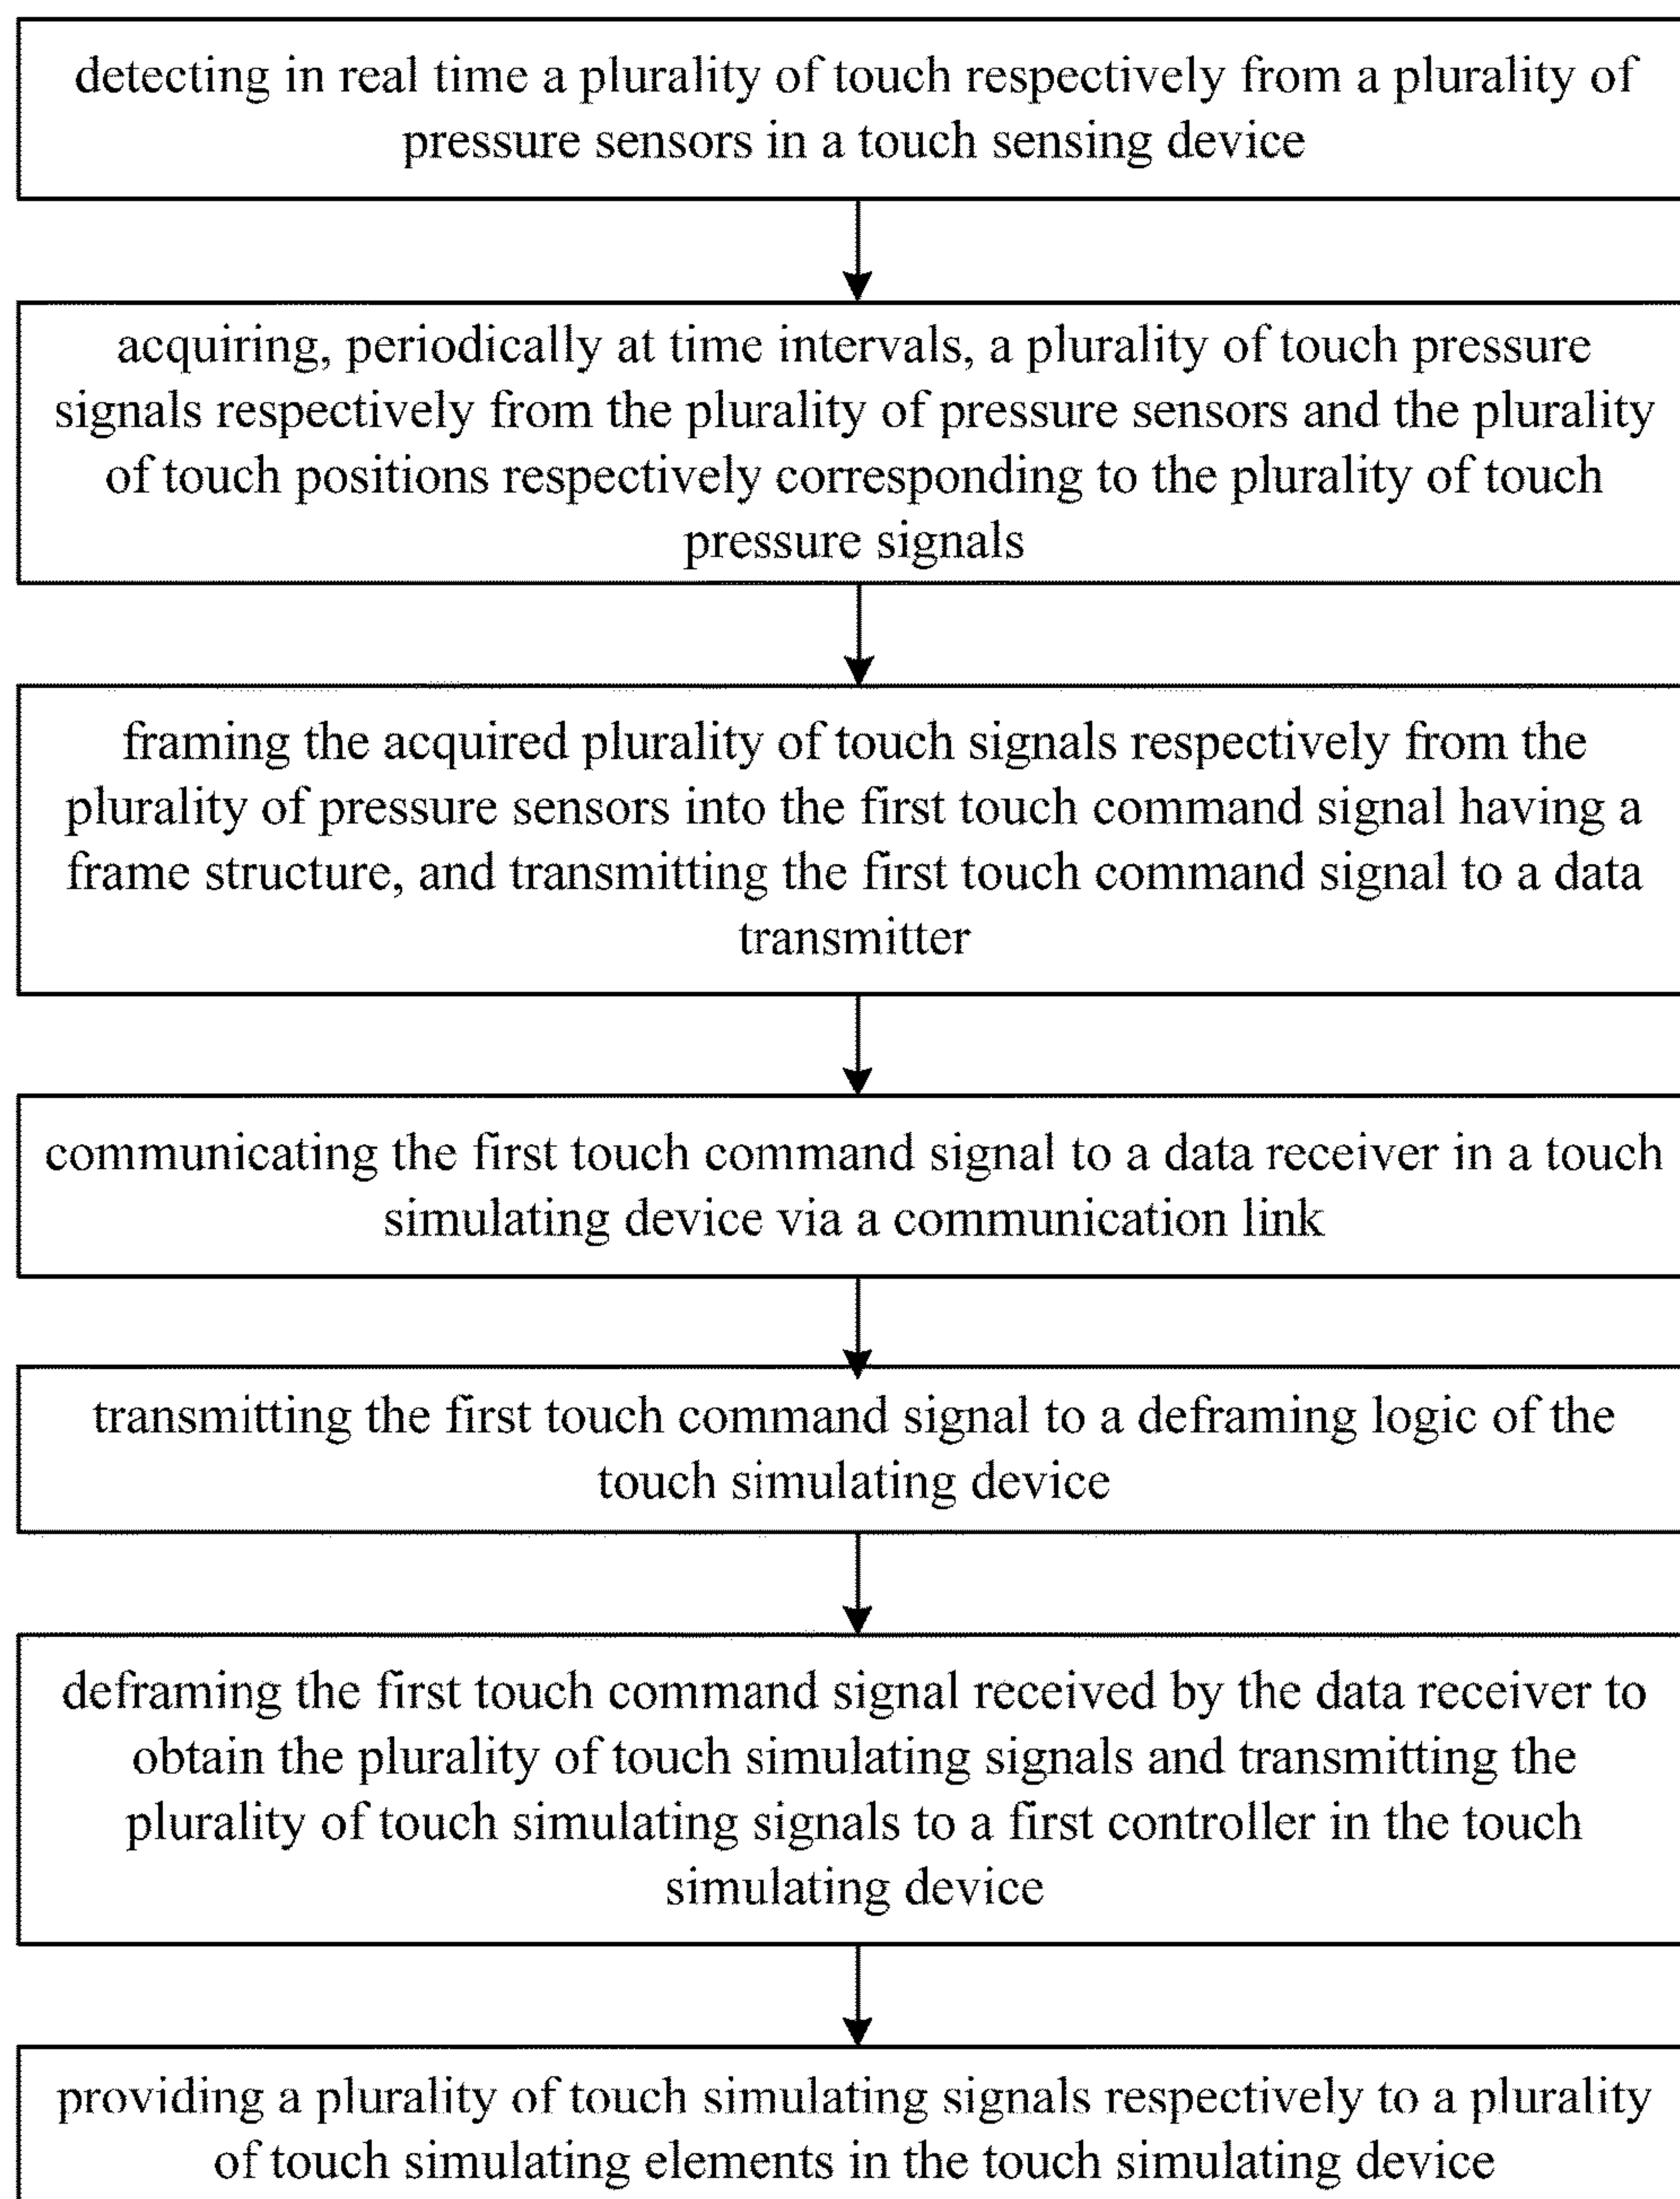 detecting in real time a plurality of touch respectively from a plurality of
pressure sensors in a touch sensing device
acquiring, periodically at time intervals, a plurality of touch pressure
signals respectively from the plurality of pressure sensors and the plurality
of touch positions respectively corresponding to the plurality of touch
pressure signals
framing the acquired plurality of touch signals respectively from the
plurality of pressure sensors into the first touch command signal having a
frame structure, and transmitting the first touch command signal to a data
transmitter
communicating the first touch command signal to a data receiver in a touch
simulating device via a communication link
transmitting the first touch command signal to a deframing logic of the
touch simulating device
deframing the first touch command signal received by the data receiver to
obtain the plurality of touch simulating signals and transmitting the
plurality of touch simulating signals to a first controller in the touch
simulating device
providing a plurality of touch simulating signals respectively to a plurality
of touch simulating elements in the touch simulating device